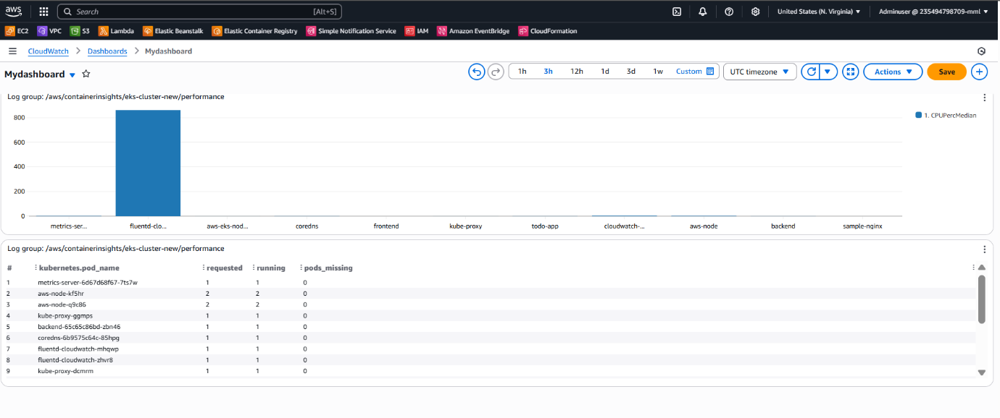 aws Search [Alt+S] United States (N. Virginia) Adminuser @ 235494798709-mml
EC2 VPC S3 Lambda Elastic Beanstalk Elastic Container Registry Simple Notification Service IAM Amazon EventBridge CloudFormation
CloudWatch Dashboards Mydashboard
Mydashboard 1h 3h 12h 1d 3d 1w Custom UTC timezone Actions Save
Log group: /aws/containerinsights/eks-cluster-new/performance
800
600
400
200
0
1. CPUPercMedian
metrics-ser... fluentd-clo... aws-eks-nod... coredns frontend kube-proxy todo-app cloudwatch-... aws-node backend sample-nginx
Log group: /aws/containerinsights/eks-cluster-new/performance
# kubernetes.pod_name requested running pods_missing
1 metrics-server-6d67d68f67-7ts7w 1 1 0
2 aws-node-kf5hr 2 2 0
3 aws-node-q9c86 2 2 0
4 kube-proxy-ggmps 1 1 0
5 backend-65c65c86bd-zbn46 1 1 0
6 coredns-6b9575c64c-85hpg 1 1 0
7 fluentd-cloudwatch-mhqwp 1 1 0
8 fluentd-cloudwatch-zhvr8 1 1 0
9 kube-proxy-dcmrm 1 1 0